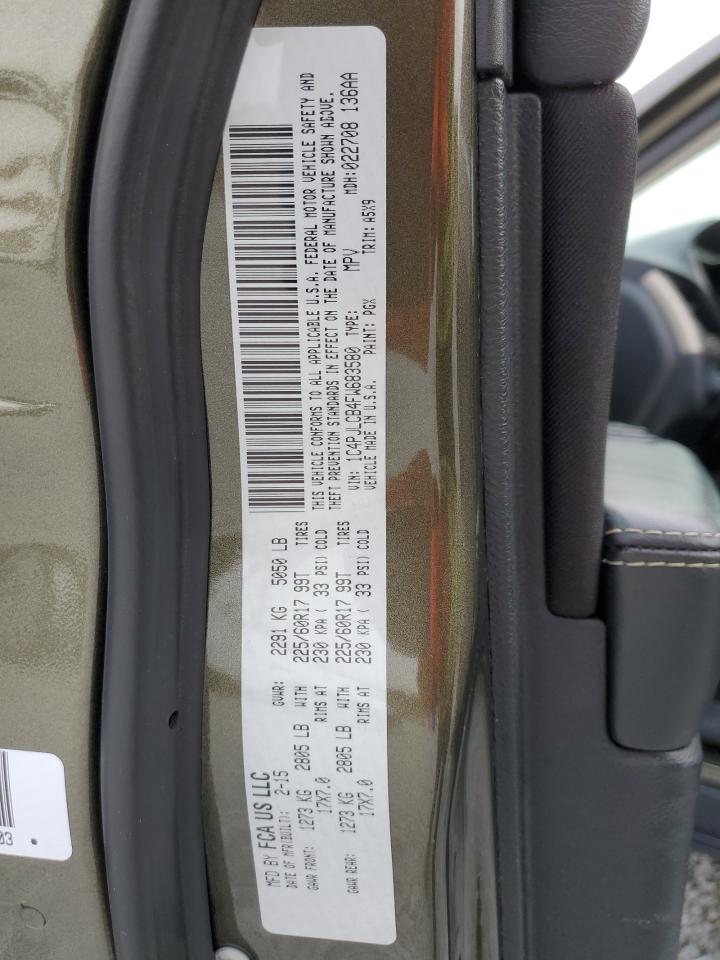 MFD BY FCA US LLC
DATE OF MFR(BUILT): 2-15 GVWR: 2291 KG 5050 LB
GAWR FRONT: 1273 KG 2805 LB WITH 225/60R17 99T TIRES
17X7.0 RIMS AT 230 KPA ( 33 PSI) COLD
GAWR REAR: 1273 KG 2805 LB WITH 225/60R17 99T TIRES
17X7.0 RIMS AT 230 KPA ( 33 PSI) COLD
THIS VEHICLE CONFORMS TO ALL APPLICABLE U.S.A. FEDERAL MOTOR VEHICLE SAFETY AND
THEFT PREVENTION STANDARDS IN EFFECT ON THE DATE OF MANUFACTURE SHOWN ABOVE.
VIN: 1C4PJLCB4FW683580 TYPE: MPV MDH: 022708 136AA
VEHICLE MADE IN U.S.A. PAINT: PGX TRIM: A5X9